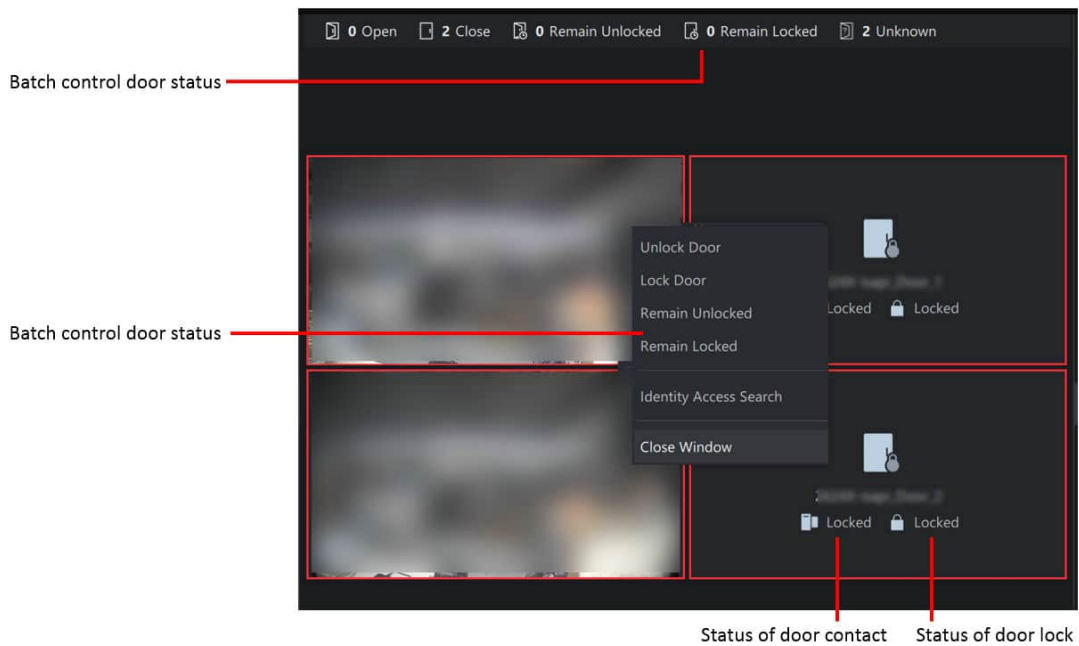 0 Open 2 Close 0 Remain Unlocked 0 Remain Locked 2 Unknown
Batch control door status
Unlock Door
Lock Door
Remain Unlocked
Remain Locked
Identity Access Search
Close Window
Locked Locked
Batch control door status
Locked Locked
Status of door contact Status of door lock